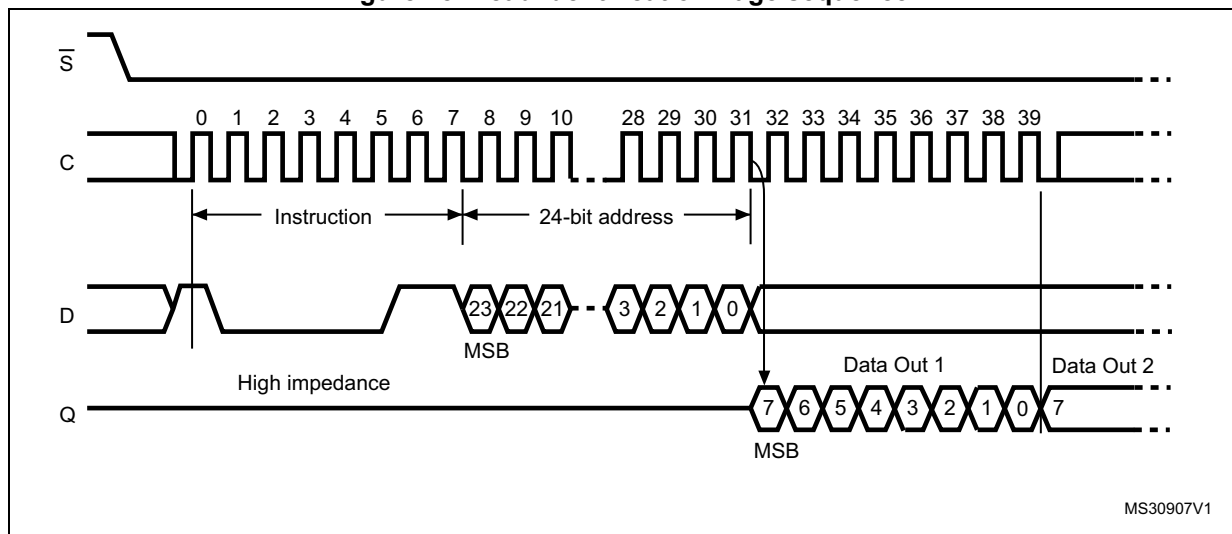 S
0 1 2 3 4 5 6 7 8 9 10 28 29 30 31 32 33 34 35 36 37 38 39
C
Instruction 24-bit address
D 23 22 21 3 2 1 0
MSB
High impedance Data Out 1 Data Out 2
Q 7 6 5 4 3 2 1 0 7
MSB
MS30907V1